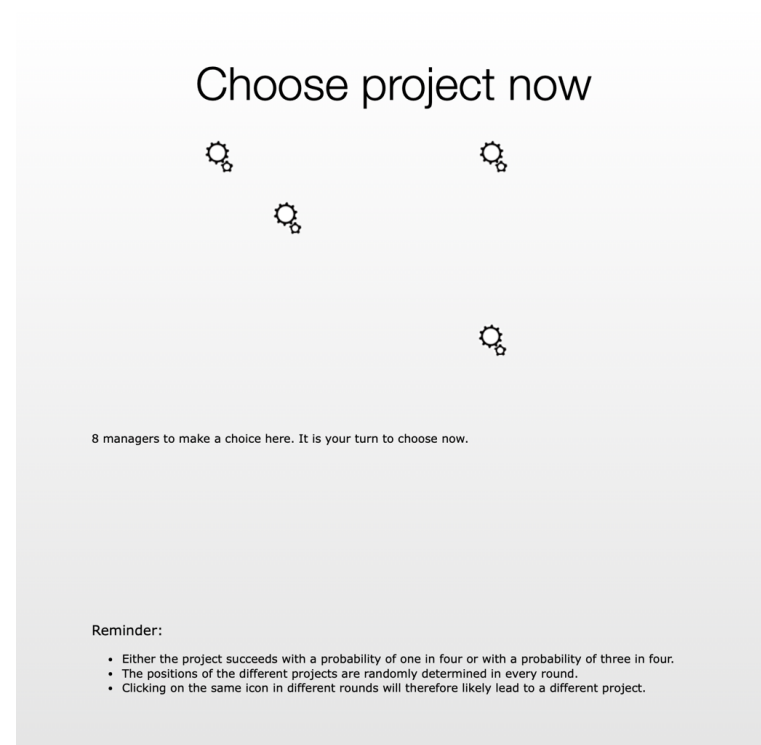 Choose project now
8 managers to make a choice here. It is your turn to choose now.
Reminder:
• Either the project succeeds with a probability of one in four or with a probability of three in four.
• The positions of the different projects are randomly determined in every round.
• Clicking on the same icon in different rounds will therefore likely lead to a different project.